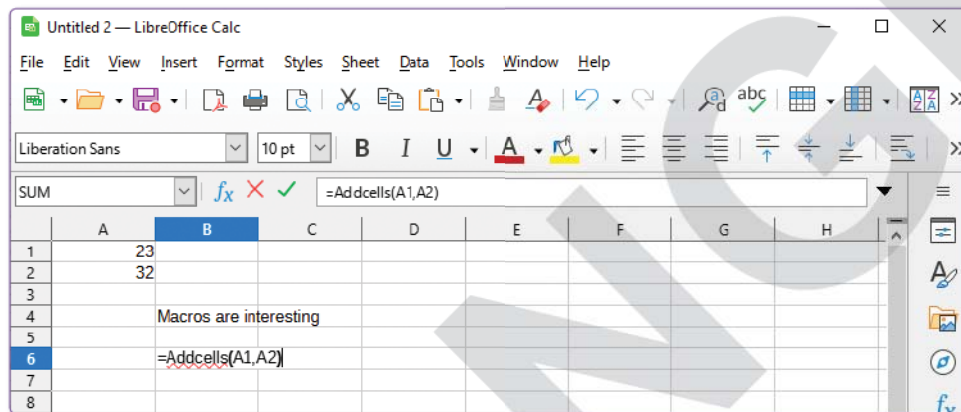 Untitled 2 — LibreOffice Calc
File Edit View Insert Format Styles Sheet Data Tools Window Help
Liberation Sans 10 pt B I U A
SUM fx =Addcells(A1,A2)
A B C D E F G H
1 23
2 32
3
4 Macros are interesting
5
6 =Addcells(A1,A2)
7
8